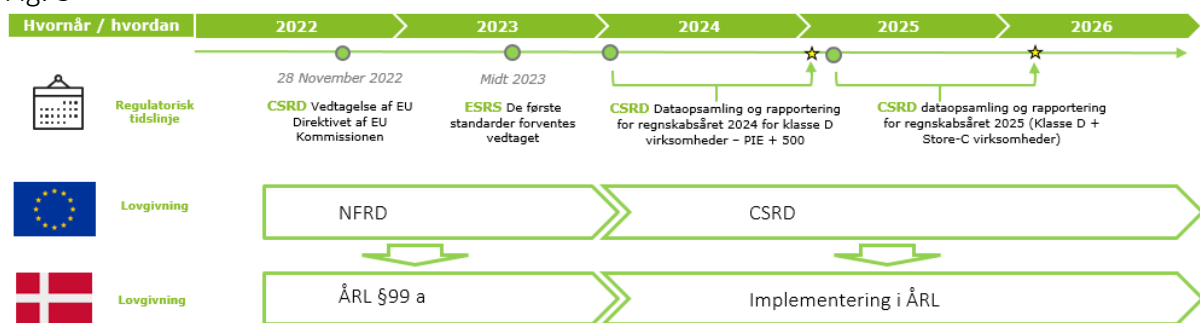 Hvornår / hvordan
2022
2023
2024
2025
2026
28 November 2022
CSRD Vedtagelse af EU
Direktivet af EU
Kommissionen
Midt 2023
ESRS De første
standarder forventes
vedtaget
CSRD Dataopsamling og rapportering
for regnskabsåret 2024 for klasse D
virksomheder – PIE + 500
CSRD dataopsamling og rapportering
for regnskabsåret 2025 (Klasse D +
Store-C virksomheder)
Regulatorisk
tidslinje
Lovgivning
NFRD
CSRD
Lovgivning
ÅRL §99 a
Implementering i ÅRL